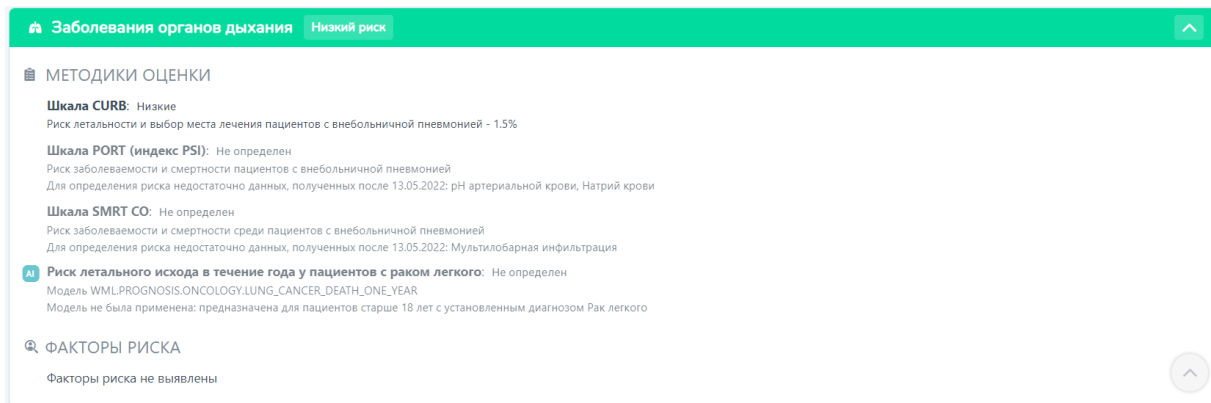 Заболевания органов дыхания Низкий риск
МЕТОДИКИ ОЦЕНКИ
Шкала CURB: Низкие
Риск летальности и выбор места лечения пациентов с внебольничной пневмонией - 1.5%
Шкала PORT (индекс PSI): Не определен
Риск заболеваемости и смертности пациентов с внебольничной пневмонией
Для определения риска недостаточно данных, полученных после 13.05.2022: pH артериальной крови, Натрий крови
Шкала SMRT CO: Не определен
Риск заболеваемости и смертности среди пациентов с внебольничной пневмонией
Для определения риска недостаточно данных, полученных после 13.05.2022: Мультилобарная инфильтрация
AI Риск летального исхода в течение года у пациентов с раком легкого: Не определен
Модель WML.PROGNOSIS.ONCOLOGY.LUNG_CANCER_DEATH_ONE_YEAR
Модель не была применена: предназначена для пациентов старше 18 лет с установленным диагнозом Рак легкого
ФАКТОРЫ РИСКА
Факторы риска не выявлены